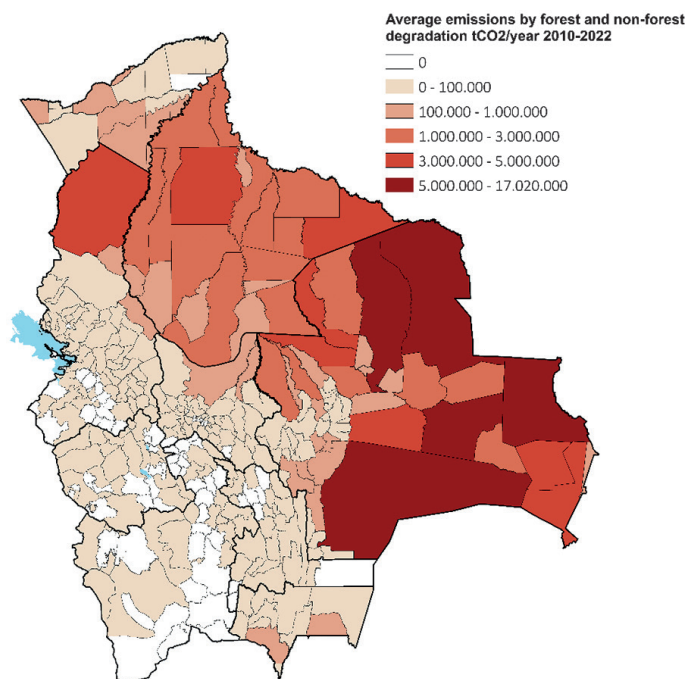 Average emissions by forest and non-forest
degradation tCO2/year 2010-2022
0
0 - 100.000
100.000 - 1.000.000
1.000.000 - 3.000.000
3.000.000 - 5.000.000
5.000.000 - 17.020.000